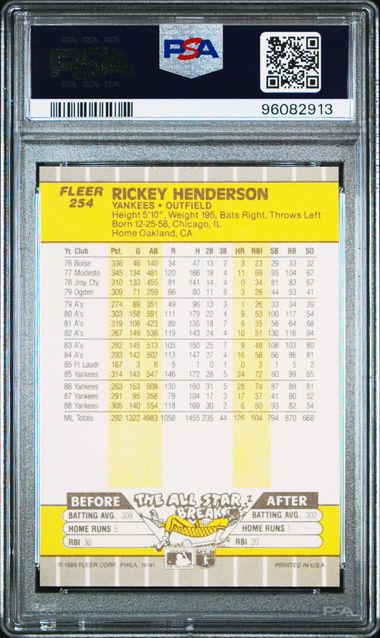 PSA
PSA
96082913
FLEER
254
RICKEY HENDERSON
YANKEES • OUTFIELD
Height 5'10", Weight 195, Bats Right, Throws Left
Born 12-25-58, Chicago, IL
Home Oakland, CA
Yr. Club Pct. G AB R H 2B 3B HR RBI SB BB SO
76 Boise 336 46 140 34 47 13 2 3 23 29 33 32
77 Modesto 345 134 481 120 166 18 4 11 69 95 104 67
78 Jrsy Cty 310 133 455 81 141 14 4 0 34 81 83 67
79 Ogden 309 71 259 66 80 11 8 3 26 44 53 41
79 A's 274 89 351 49 96 13 3 1 26 33 34 39
80 A's 303 158 591 111 179 22 4 9 53 100 117 54
81 A's 319 108 423 89 135 18 7 6 35 56 64 68
82 A's 267 149 536 119 143 24 4 10 51 130 116 94
83 A's 292 145 513 105 150 25 7 9 48 108 103 80
84 A's 293 142 502 113 147 27 4 16 58 66 86 81
85 Ft Laudr 167 3 6 5 1 0 1 0 3 1 5 2
85 Yankees 314 143 547 146 172 28 5 24 72 80 99 65
86 Yankees 263 153 608 130 160 31 5 28 74 87 89 81
87 Yankees 291 95 358 78 104 17 3 17 37 41 80 52
88 Yankees 305 140 554 118 169 30 2 6 50 93 82 54
ML Totals 292 1322 4983 1058 1455 235 44 126 504 794 870 668
BEFORE THE ALL STAR BREAK AFTER
BATTING AVG. .309
BATTING AVG. .302
HOME RUNS 5
HOME RUNS 1
RBI 30
RBI 20
© 1989 FLEER CORP. PHILA. 19141
PRINTED IN U.S.A.
PSA